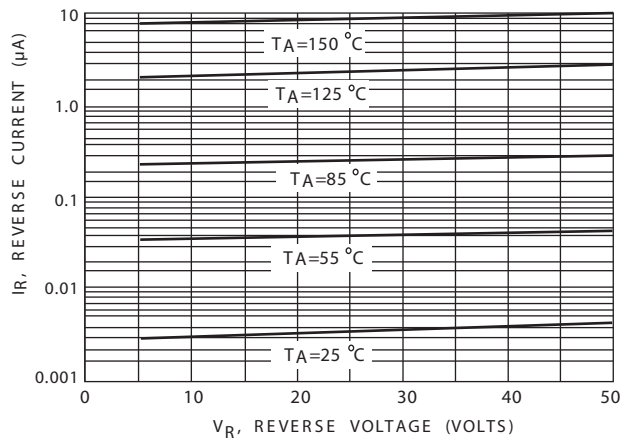 10
1.0
0.1
0.01
0.001
IR, REVERSE CURRENT (μA)
TA=150 °C
TA=125 °C
TA=85 °C
TA=55 °C
TA=25 °C
0 10 20 30 40 50
VR, REVERSE VOLTAGE (VOLTS)